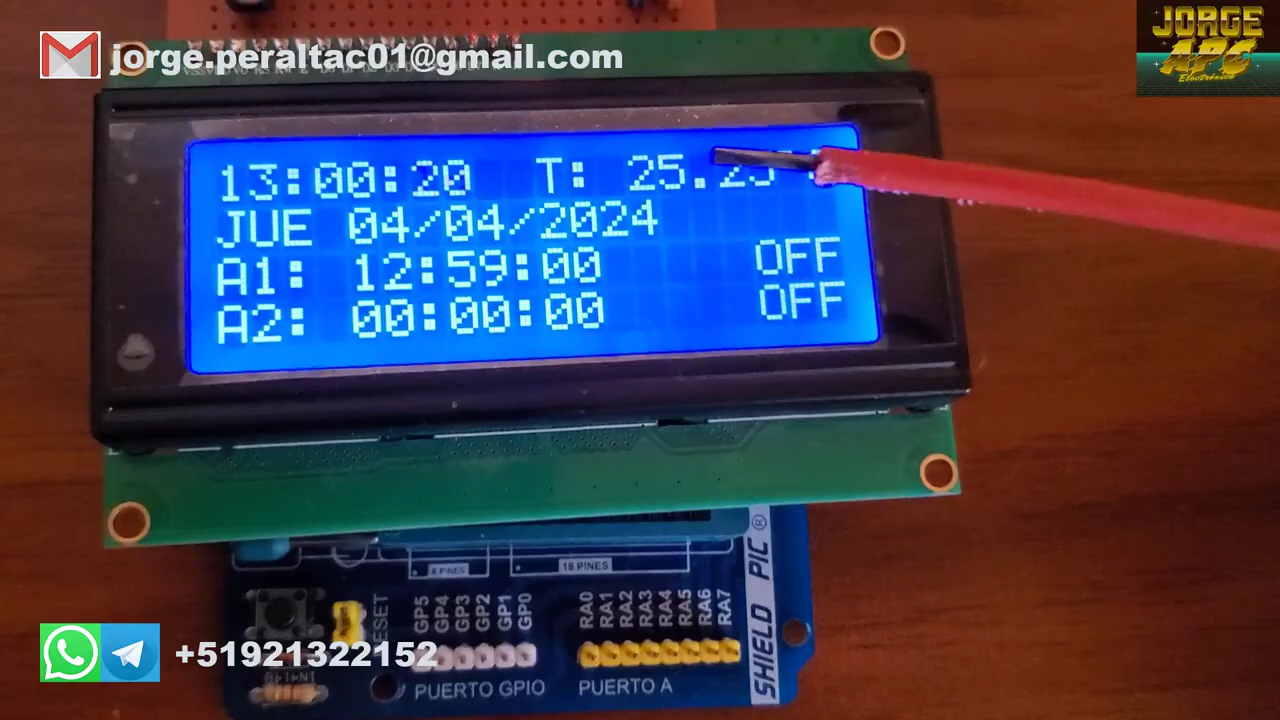 jorge.peraltac01@gmail.com
JORGE
APC
Electrónica
13:00:20 T: 25.23
JUE 04/04/2024
A1: 12:59:00 OFF
A2: 00:00:00 OFF
8 PINES
18 PINES
RESET
GP5
GP4
GP3
GP2
GP1
GP0
RA0
RA1
RA2
RA3
RA4
RA5
RA6
RA7
SHIELD PIC®
+51921322152
PUERTO GPIO
PUERTO A